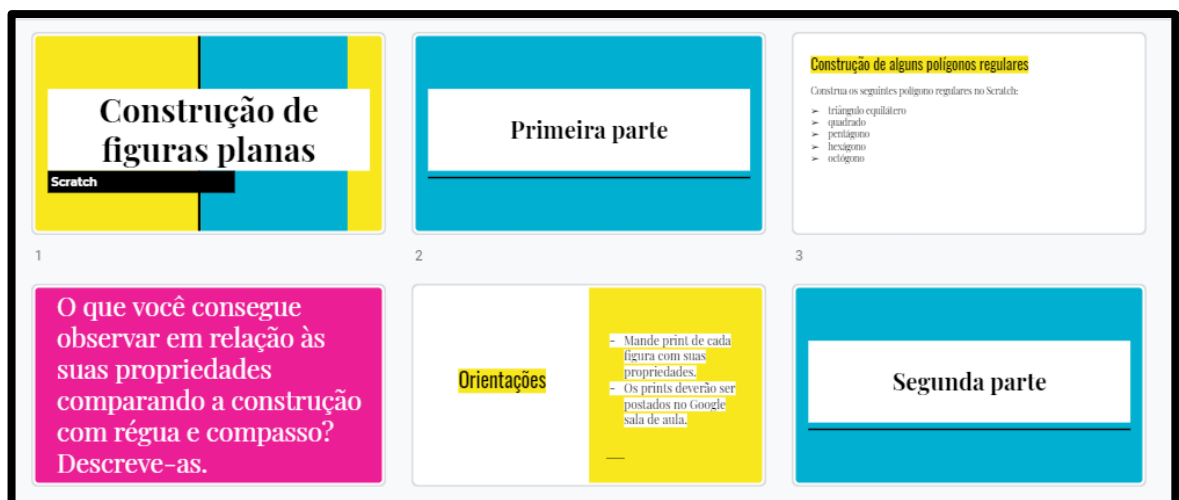 Construção de
figuras planas
Scratch
1
Primeira parte
2
Construção de alguns polígonos regulares
Construa os seguintes polígono regulares no Scratch:
➢ triângulo equilátero
➢ quadrado
➢ pentágono
➢ hexágono
➢ octógono
3
O que você consegue
observar em relação às
suas propriedades
comparando a construção
com régua e compasso?
Descreve-as.
Orientações
- Mande print de cada
figura com suas
propriedades.
- Os prints deverão ser
postados no Google
sala de aula.
Segunda parte